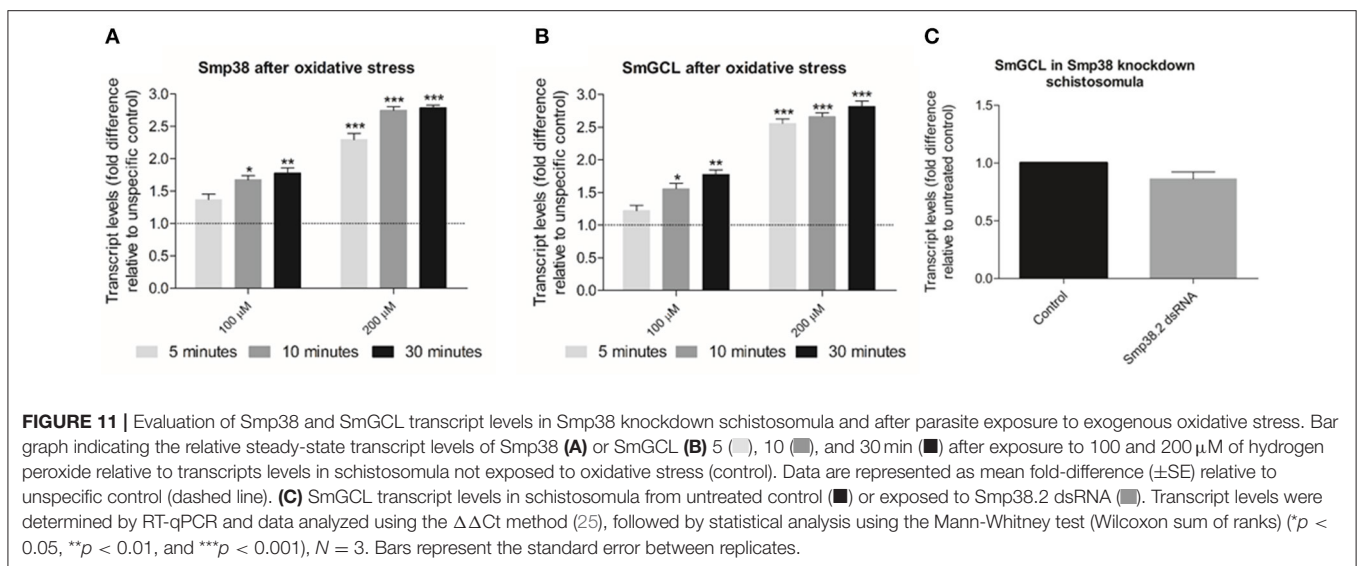 A
Smp38 after oxidative stress
Transcript levels (fold difference
relative to unspecific control)
3.0
2.5
2.0
1.5
1.0
0.5
0.0
*
**
***
***
***
100 µM
200 µM
5 minutes
10 minutes
30 minutes
B
SmGCL after oxidative stress
Transcript levels (fold difference
relative to unspecific control)
3.0
2.5
2.0
1.5
1.0
0.5
0.0
*
**
***
***
***
100 µM
200 µM
5 minutes
10 minutes
30 minutes
C
SmGCL in Smp38 knockdown
schistosomula
Transcript levels (fold difference
relative to untreated control)
1.5
1.0
0.5
0.0
Control
Smp38.2 dsRNA
FIGURE 11 | Evaluation of Smp38 and SmGCL transcript levels in Smp38 knockdown schistosomula and after parasite exposure to exogenous oxidative stress. Bar
graph indicating the relative steady-state transcript levels of Smp38 (A) or SmGCL (B) 5 (), 10 (), and 30 min () after exposure to 100 and 200 µM of hydrogen
peroxide relative to transcripts levels in schistosomula not exposed to oxidative stress (control). Data are represented as mean fold-difference (±SE) relative to
unspecific control (dashed line). (C) SmGCL transcript levels in schistosomula from untreated control (■) or exposed to Smp38.2 dsRNA (). Transcript levels were
determined by RT-qPCR and data analyzed using the ΔΔCt method (25), followed by statistical analysis using the Mann-Whitney test (Wilcoxon sum of ranks) (*p <
0.05, **p < 0.01, and ***p < 0.001), N = 3. Bars represent the standard error between replicates.